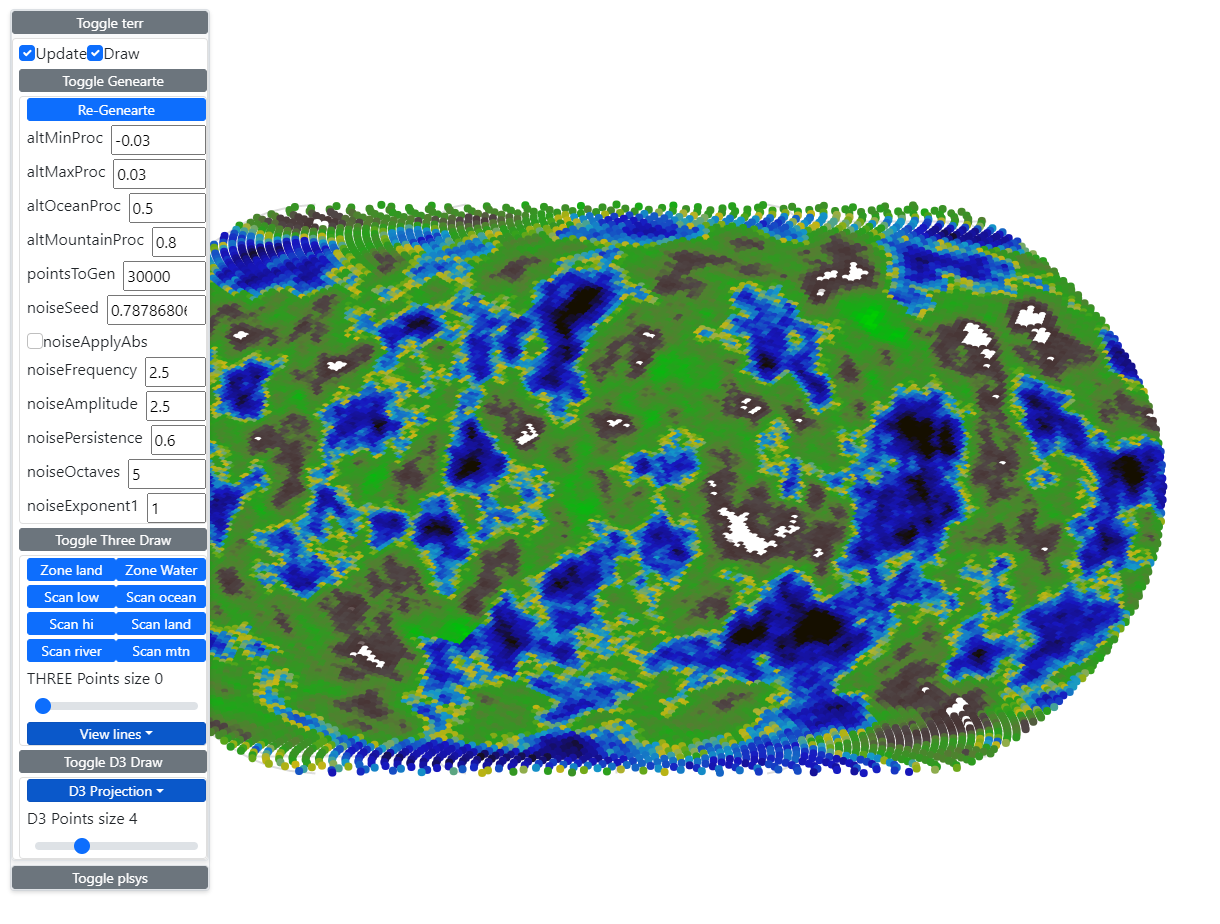 Toggle terr
Update Draw
Toggle Genearte
Re-Genearte
altMinProc -0.03
altMaxProc 0.03
altOceanProc 0.5
altMountainProc 0.8
pointsToGen 30000
noiseSeed 0.7878680
noiseApplyAbs
noiseFrequency 2.5
noiseAmplitude 2.5
noisePersistence 0.6
noiseOctaves 5
noiseExponent1 1
Toggle Three Draw
Zone land Zone Water
Scan low Scan ocean
Scan hi Scan land
Scan river Scan mtn
THREE Points size 0
View lines
Toggle D3 Draw
D3 Projection
D3 Points size 4
Toggle plsys